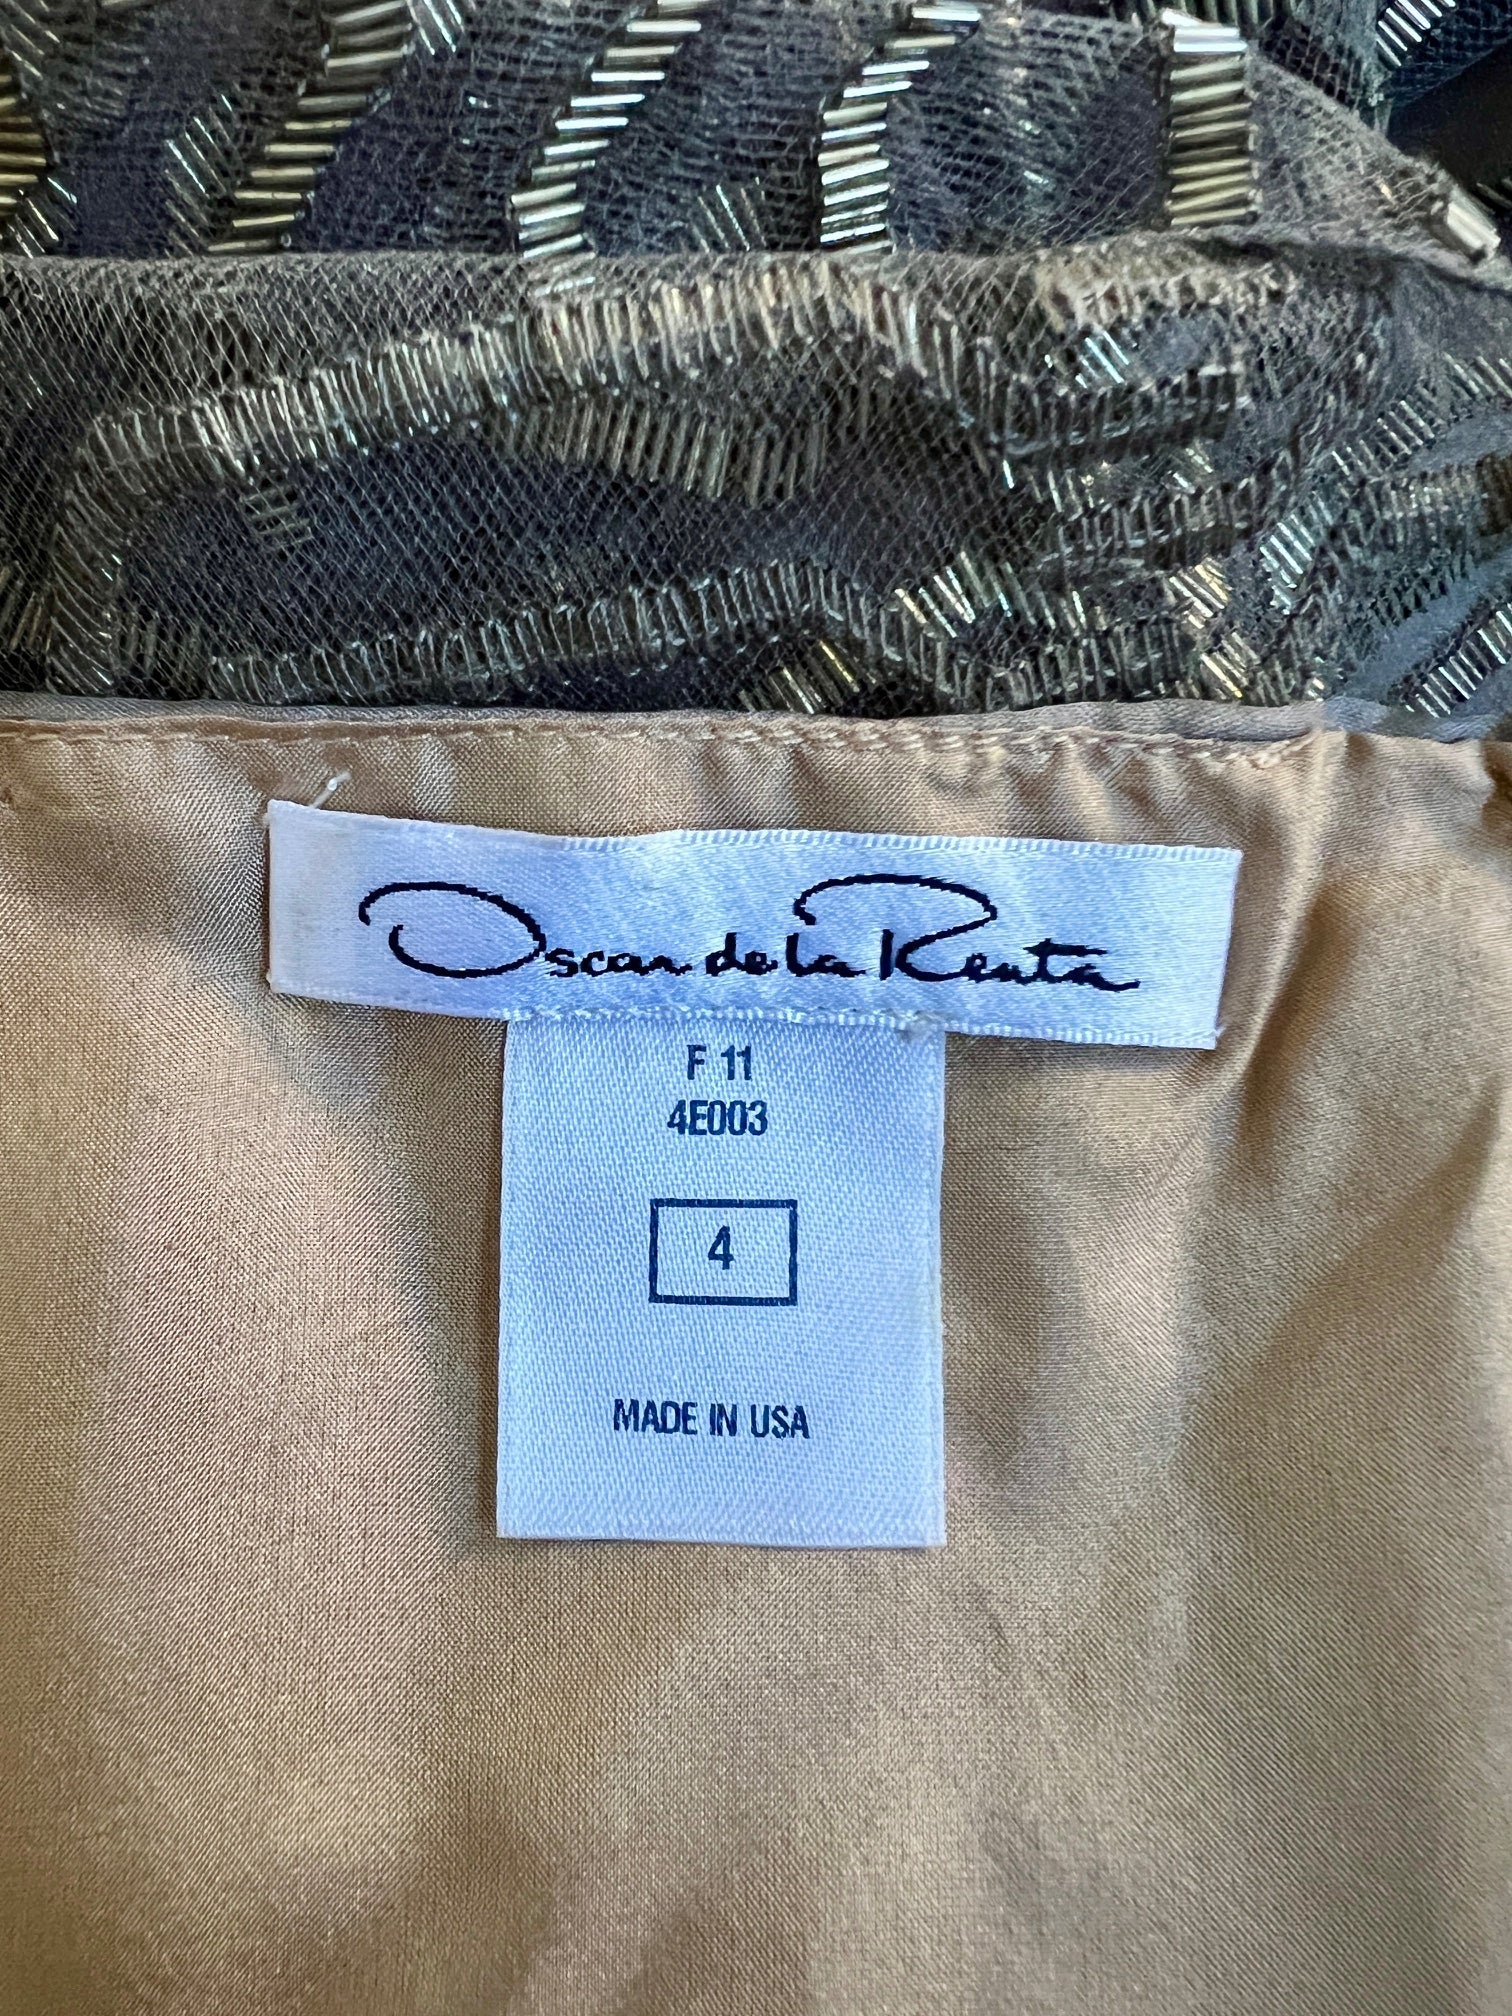 Oscar de la Renta
F 11
4E003
4
MADE IN USA